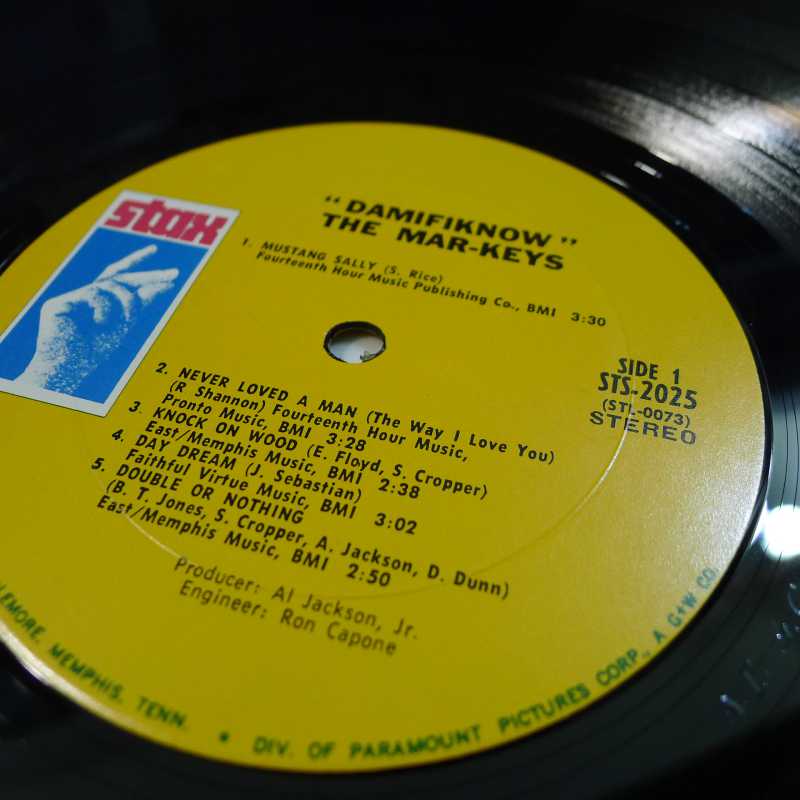 stax
"DAMIFIKNOW"
THE MAR-KEYS
1. MUSTANG SALLY (S. Rice)
Fourteenth Hour Music Publishing Co., BMI 3:30
SIDE 1
STS-2025
(STL-0073)
STEREO
2. NEVER LOVED A MAN (The Way I Love You)
(R Shannon) Fourteenth Hour Music,
Pronto Music, BMI 3:28
3. KNOCK ON WOOD (E. Floyd, S. Cropper)
East/Memphis Music, BMI 2:38
4. DAY DREAM (J. Sebastian)
Faithful Virtue Music, BMI 3:02
5. DOUBLE OR NOTHING
(B. T. Jones, S. Cropper, A. Jackson, D. Dunn)
East/Memphis Music, BMI 2:50
Producer: Al Jackson, Jr.
Engineer: Ron Capone
MEMPHIS, TENN. * DIV. OF PARAMOUNT PICTURES CORP., A G+W CO.